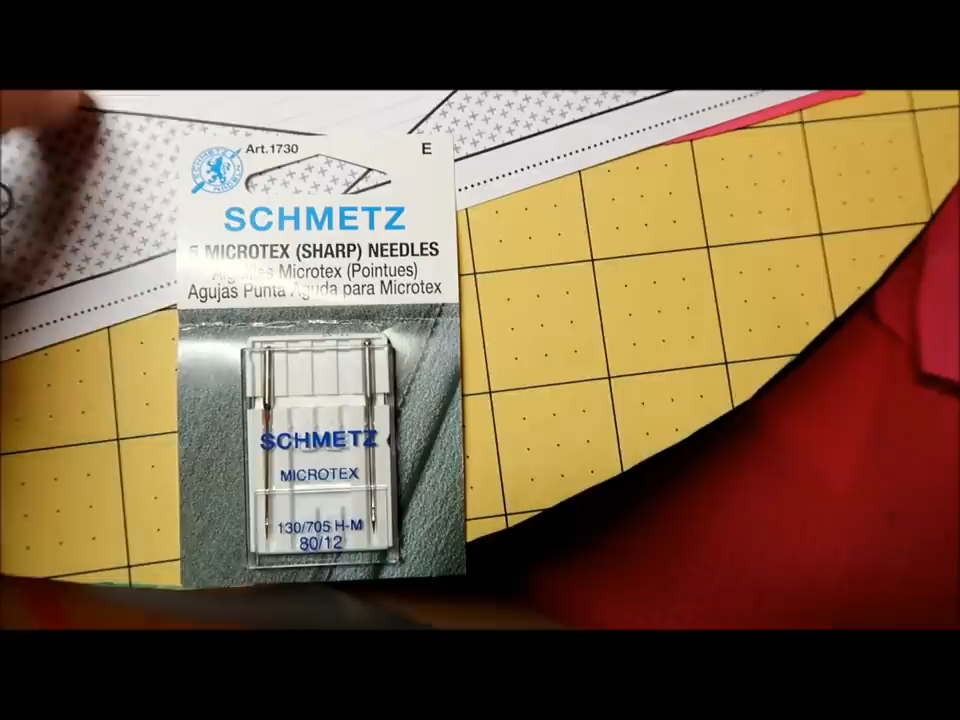 Art.1730
E
SCHMETZ
SCHMETZ
5 MICROTEX (SHARP) NEEDLES
Aiguilles Microtex (Pointues)
Agujas Punta Aguda para Microtex
SCHMETZ
MICROTEX
130/705 H-M
80/12